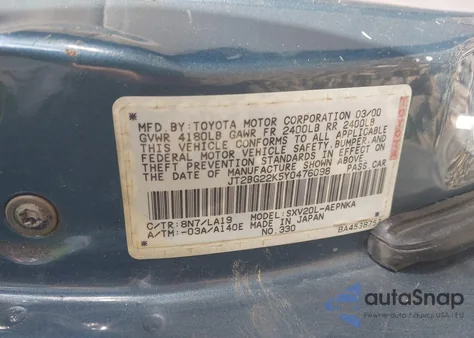 MFD.BY:TOYOTA MOTOR CORPORATION 03/00
GVWR 4180LB GAWR FR 2400LB RR 2400LB
THIS VEHICLE CONFORMS TO ALL APPLICABLE
FEDERAL MOTOR VEHICLE SAFETY, BUMPER, AND
THEFT PREVENTION STANDARDS IN EFFECT ON
THE DATE OF MANUFACTURE SHOWN ABOVE.
JT2BG22K5Y0476098 PASS. CAR
C/TR:8N7/LA19 MODEL:SXV20L-AEPNKA
A/TM:-03A/A140E MADE IN JAPAN
NO.330
autoSnap